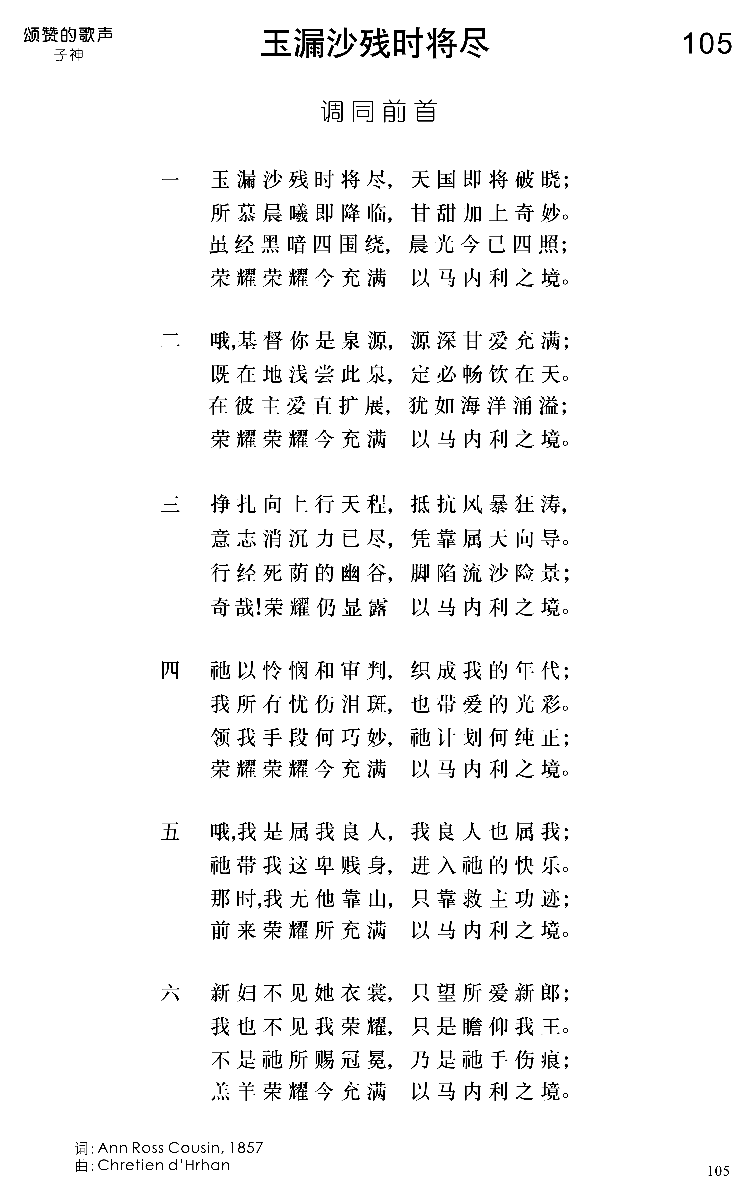 颂赞的歌声
子神
玉漏沙残时将尽
105
调同前首
一 玉漏沙残时将尽, 天国即将破晓;
所慕晨曦即降临, 甘甜加上奇妙。
虽经黑暗四围绕, 晨光今已四照;
荣耀荣耀今充满 以马内利之境。
二 哦,基督你是泉源, 源深甘爱充满;
既在地浅尝此泉, 定必畅饮在天。
在彼主爱直扩展, 犹如海洋涌溢;
荣耀荣耀今充满 以马内利之境。
三 挣扎向上行天程, 抵抗风暴狂涛,
意志消沉力已尽, 凭靠属天向导。
行经死荫的幽谷, 脚陷流沙险景;
奇哉!荣耀仍显露 以马内利之境。
四 祂以怜悯和审判, 织成我的年代;
我所有忧伤泪斑, 也带爱的光彩。
领我手段何巧妙, 祂计划何纯正;
荣耀荣耀今充满 以马内利之境。
五 哦,我是属我良人, 我良人也属我;
祂带我这卑贱身, 进入祂的快乐。
那时,我无他靠山, 只靠救主功迹;
前来荣耀所充满 以马内利之境。
六 新妇不见她衣裳, 只望所爱新郎;
我也不见我荣耀, 只是瞻仰我王。
不是祂所赐冠冕, 乃是祂手伤痕;
羔羊荣耀今充满 以马内利之境。
词: Ann Ross Cousin, 1857
曲: Chretien d'Hrhan
105